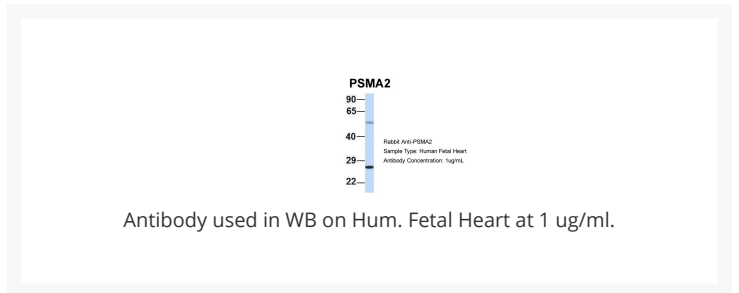 PSMA2
90
65
40
Rabbit Anti-PSMA2
Sample Type: Human Fetal Heart
29
Antibody Concentration: 1ug/mL
22
Antibody used in WB on Hum. Fetal Heart at 1 ug/ml.